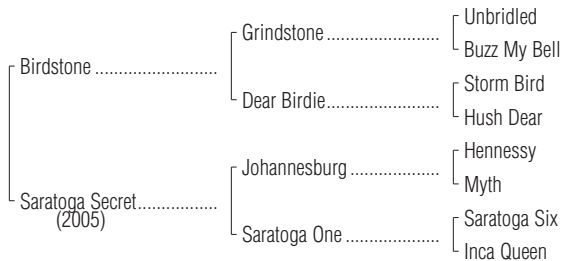 Unbridled
Grindstone ........................
Buzz My Bell
Birdstone ..........................
Storm Bird
Dear Birdie........................
Hush Dear
Hennessy
Johannesburg ...................
Myth
Saratoga Secret.................
(2005)
Saratoga Six
Saratoga One ....................
Inca Queen